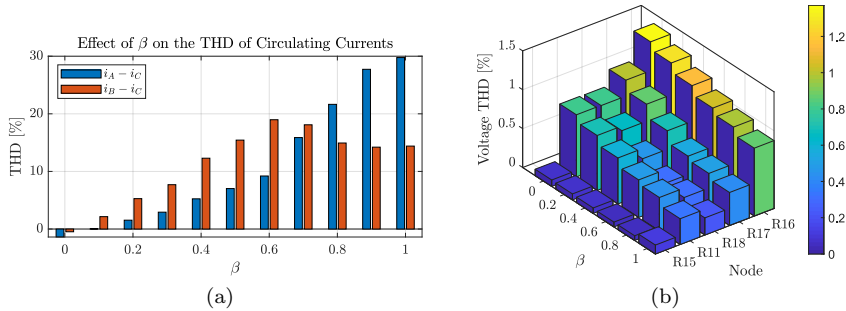 Effect of β on the THD of Circulating Currents
i_A − i_C
i_B − i_C
THD [%]
30
20
10
0
0 0.2 0.4 0.6 0.8 1
β
(a)
Voltage THD [%]
1.5
1
0.5
0
0
0.2
0.4
0.6
0.8
1
β
R15
R11
R18
R17
R16
Node
1.2
1
0.8
0.6
0.4
0.2
0
(b)